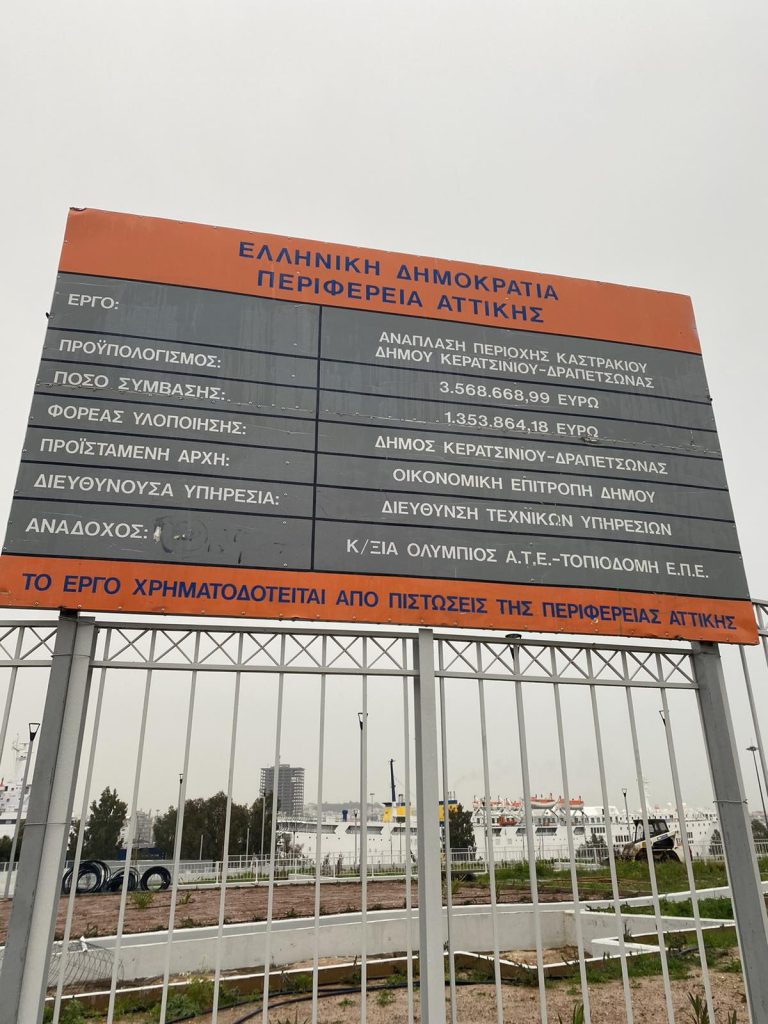 ΕΛΛΗΝΙΚΗ ΔΗΜΟΚΡΑΤΙΑ
ΠΕΡΙΦΕΡΕΙΑ ΑΤΤΙΚΗΣ
ΕΡΓΟ:
ΑΝΑΠΛΑΣΗ ΠΕΡΙΟΧΗΣ ΚΑΣΤΡΑΚΙΟΥ
ΔΗΜΟΥ ΚΕΡΑΤΣΙΝΙΟΥ-ΔΡΑΠΕΤΣΩΝΑΣ
ΠΡΟΫΠΟΛΟΓΙΣΜΟΣ: 3.568.668,99 ΕΥΡΩ
ΠΟΣΟ ΣΥΜΒΑΣΗΣ: 1.353.864,18 ΕΥΡΩ
ΦΟΡΕΑΣ ΥΛΟΠΟΙΗΣΗΣ: ΔΗΜΟΣ ΚΕΡΑΤΣΙΝΙΟΥ-ΔΡΑΠΕΤΣΩΝΑΣ
ΠΡΟΪΣΤΑΜΕΝΗ ΑΡΧΗ: ΟΙΚΟΝΟΜΙΚΗ ΕΠΙΤΡΟΠΗ ΔΗΜΟΥ
ΔΙΕΥΘΥΝΟΥΣΑ ΥΠΗΡΕΣΙΑ: ΔΙΕΥΘΥΝΣΗ ΤΕΧΝΙΚΩΝ ΥΠΗΡΕΣΙΩΝ
ΑΝΑΔΟΧΟΣ: Κ/ΞΙΑ ΟΛΥΜΠΙΟΣ Α.Τ.Ε.-ΤΟΠΙΟΔΟΜΗ Ε.Π.Ε.
ΤΟ ΕΡΓΟ ΧΡΗΜΑΤΟΔΟΤΕΙΤΑΙ ΑΠΟ ΠΙΣΤΩΣΕΙΣ ΤΗΣ ΠΕΡΙΦΕΡΕΙΑΣ ΑΤΤΙΚΗΣ